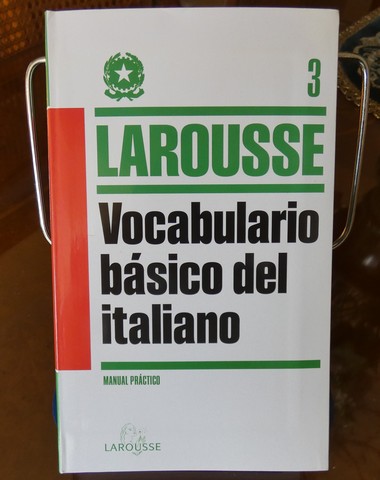 3
LAROUSSE
Vocabulario
básico del
italiano
MANUAL PRÁCTICO
LAROUSSE